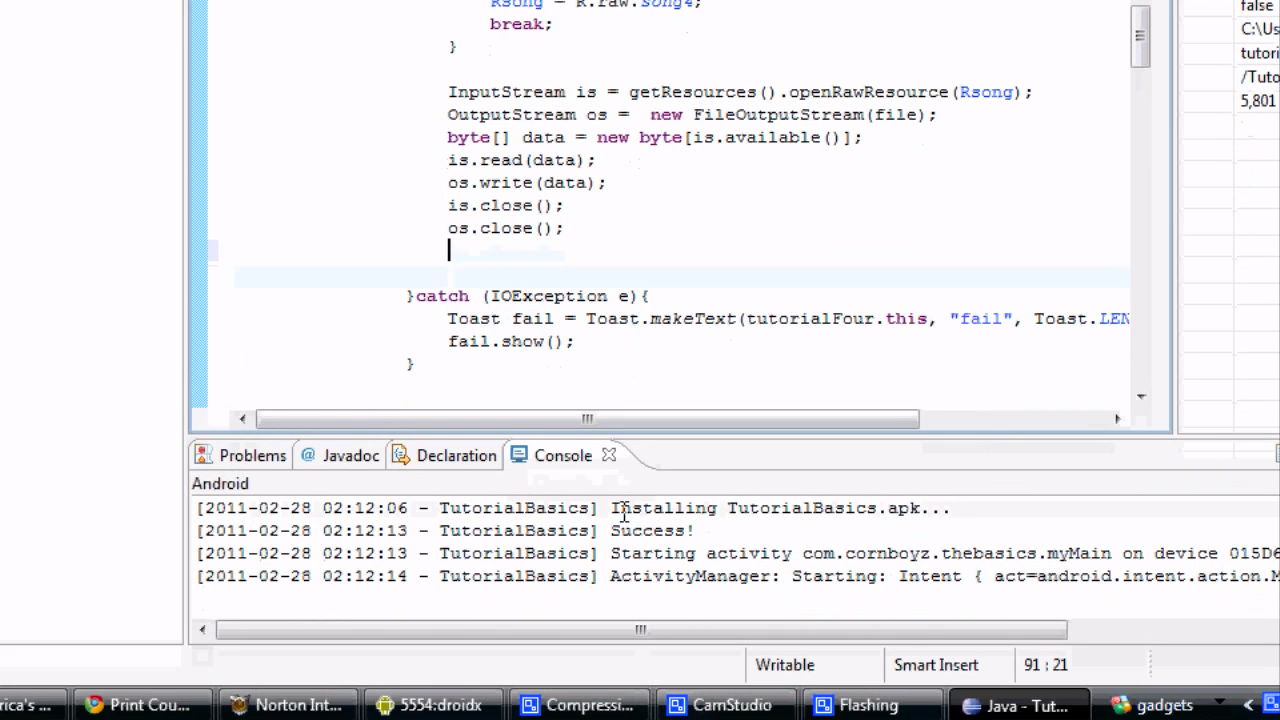 Rsong = R.raw.song4;
break;
}
InputStream is = getResources().openRawResource(Rsong);
OutputStream os =  new FileOutputStream(file);
byte[] data = new byte[is.available()];
is.read(data);
os.write(data);
is.close();
os.close();
}catch (IOException e){
Toast fail = Toast.makeText(tutorialFour.this, "fail", Toast.LEN
fail.show();
}
false
C:\Us
tutori
/Tuto
5,801
Problems @ Javadoc Declaration Console
Android
[2011-02-28 02:12:06 - TutorialBasics] Installing TutorialBasics.apk...
[2011-02-28 02:12:13 - TutorialBasics] Success!
[2011-02-28 02:12:13 - TutorialBasics] Starting activity com.cornboyz.thebasics.myMain on device 015D6
[2011-02-28 02:12:14 - TutorialBasics] ActivityManager: Starting: Intent { act=android.intent.action.M
Writable Smart Insert 91 : 21
rica's ... Print Cou... Norton Int... 5554:droidx Compressi... CamStudio Flashing Java - Tut... gadgets